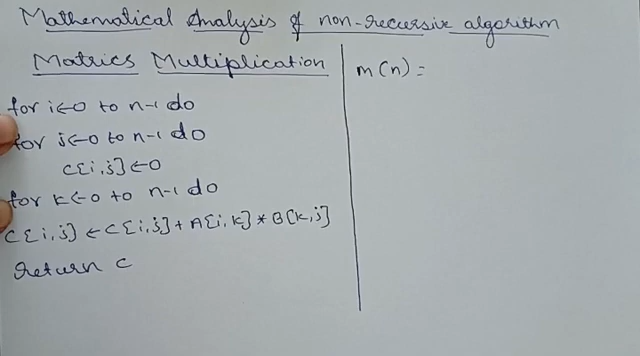 Mathematical Analysis of non-recursive algorithm
Matrics Multiplication
for i←0 to n-1 do
for j←0 to n-1 do
C[i,j]←0
for k←0 to n-1 do
C[i,j]←C[i,j]+A[i,k]*B[k,j]
return C
m(n)=